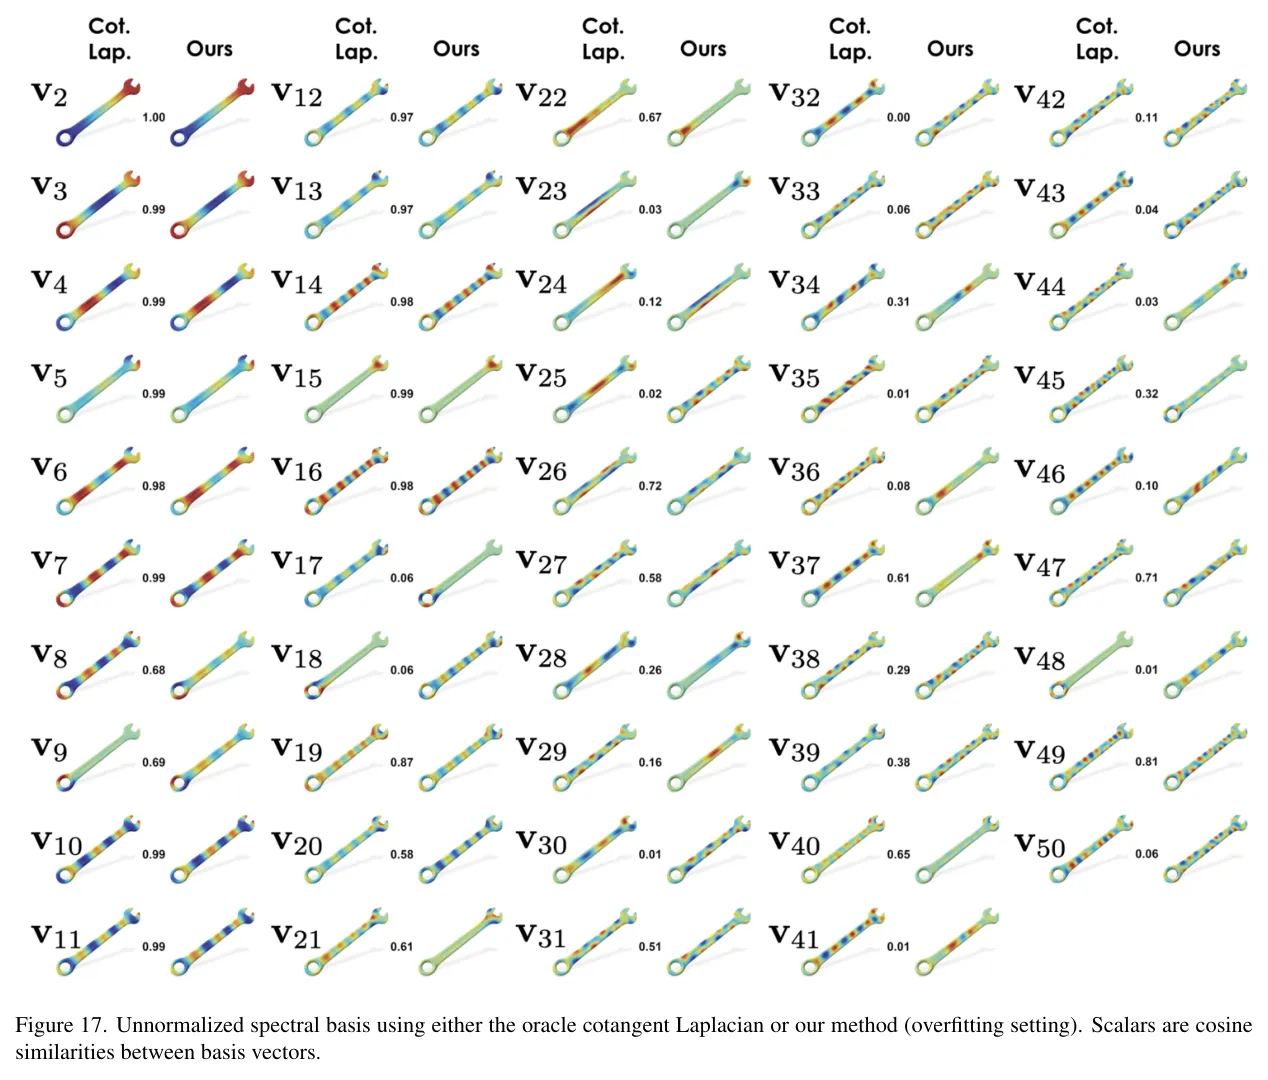 Cot. Lap. Ours Cot. Lap. Ours Cot. Lap. Ours Cot. Lap. Ours Cot. Lap. Ours
v2 1.00 v12 0.97 v22 0.67 v32 0.00 v42 0.11
v3 0.99 v13 0.97 v23 0.03 v33 0.06 v43 0.04
v4 0.99 v14 0.98 v24 0.12 v34 0.31 v44 0.03
v5 0.99 v15 0.99 v25 0.02 v35 0.01 v45 0.32
v6 0.98 v16 0.98 v26 0.72 v36 0.08 v46 0.10
v7 0.99 v17 0.06 v27 0.58 v37 0.61 v47 0.71
v8 0.68 v18 0.06 v28 0.26 v38 0.29 v48 0.01
v9 0.69 v19 0.87 v29 0.16 v39 0.38 v49 0.81
v10 0.99 v20 0.58 v30 0.01 v40 0.65 v50 0.06
v11 0.99 v21 0.61 v31 0.51 v41 0.01
Figure 17. Unnormalized spectral basis using either the oracle cotangent Laplacian or our method (overfitting setting). Scalars are cosine
similarities between basis vectors.